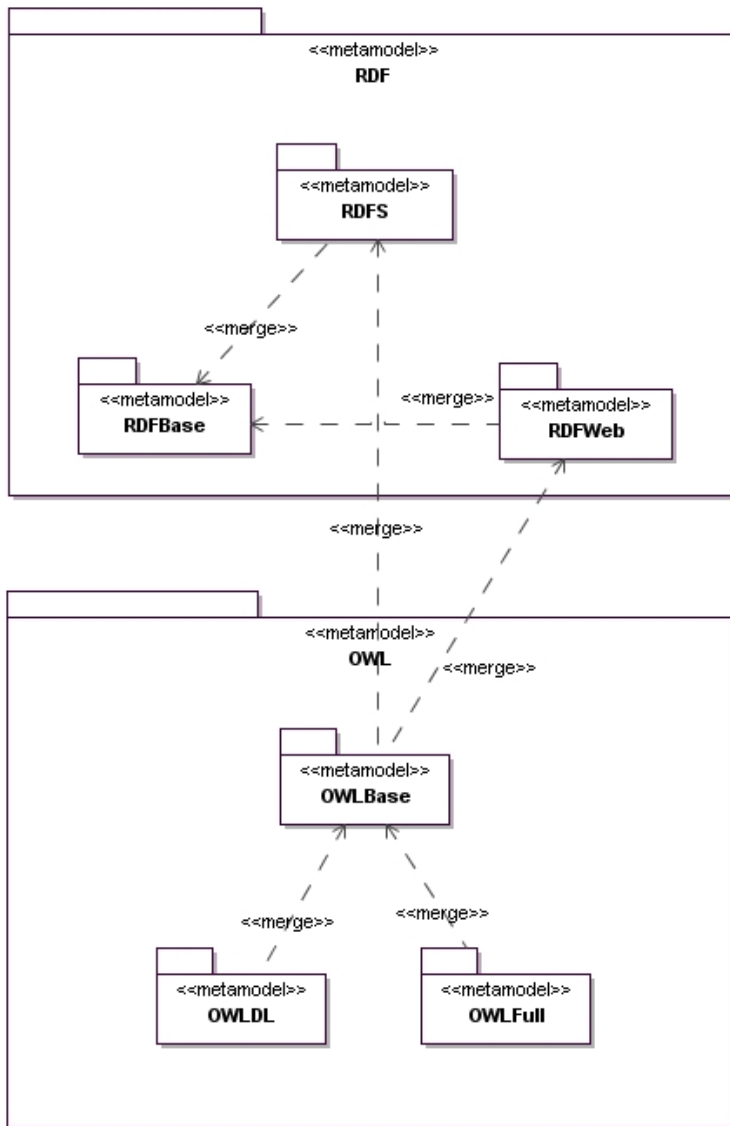 <<metamodel>>
RDF
<<metamodel>>
RDFS
<<merge>>
<<metamodel>>
RDFBase
<<merge>>
<<metamodel>>
RDFWeb
<<merge>>
<<metamodel>>
OWL
<<merge>>
<<metamodel>>
OWLBase
<<merge>>
<<merge>>
<<metamodel>>
OWLDL
<<metamodel>>
OWLFull